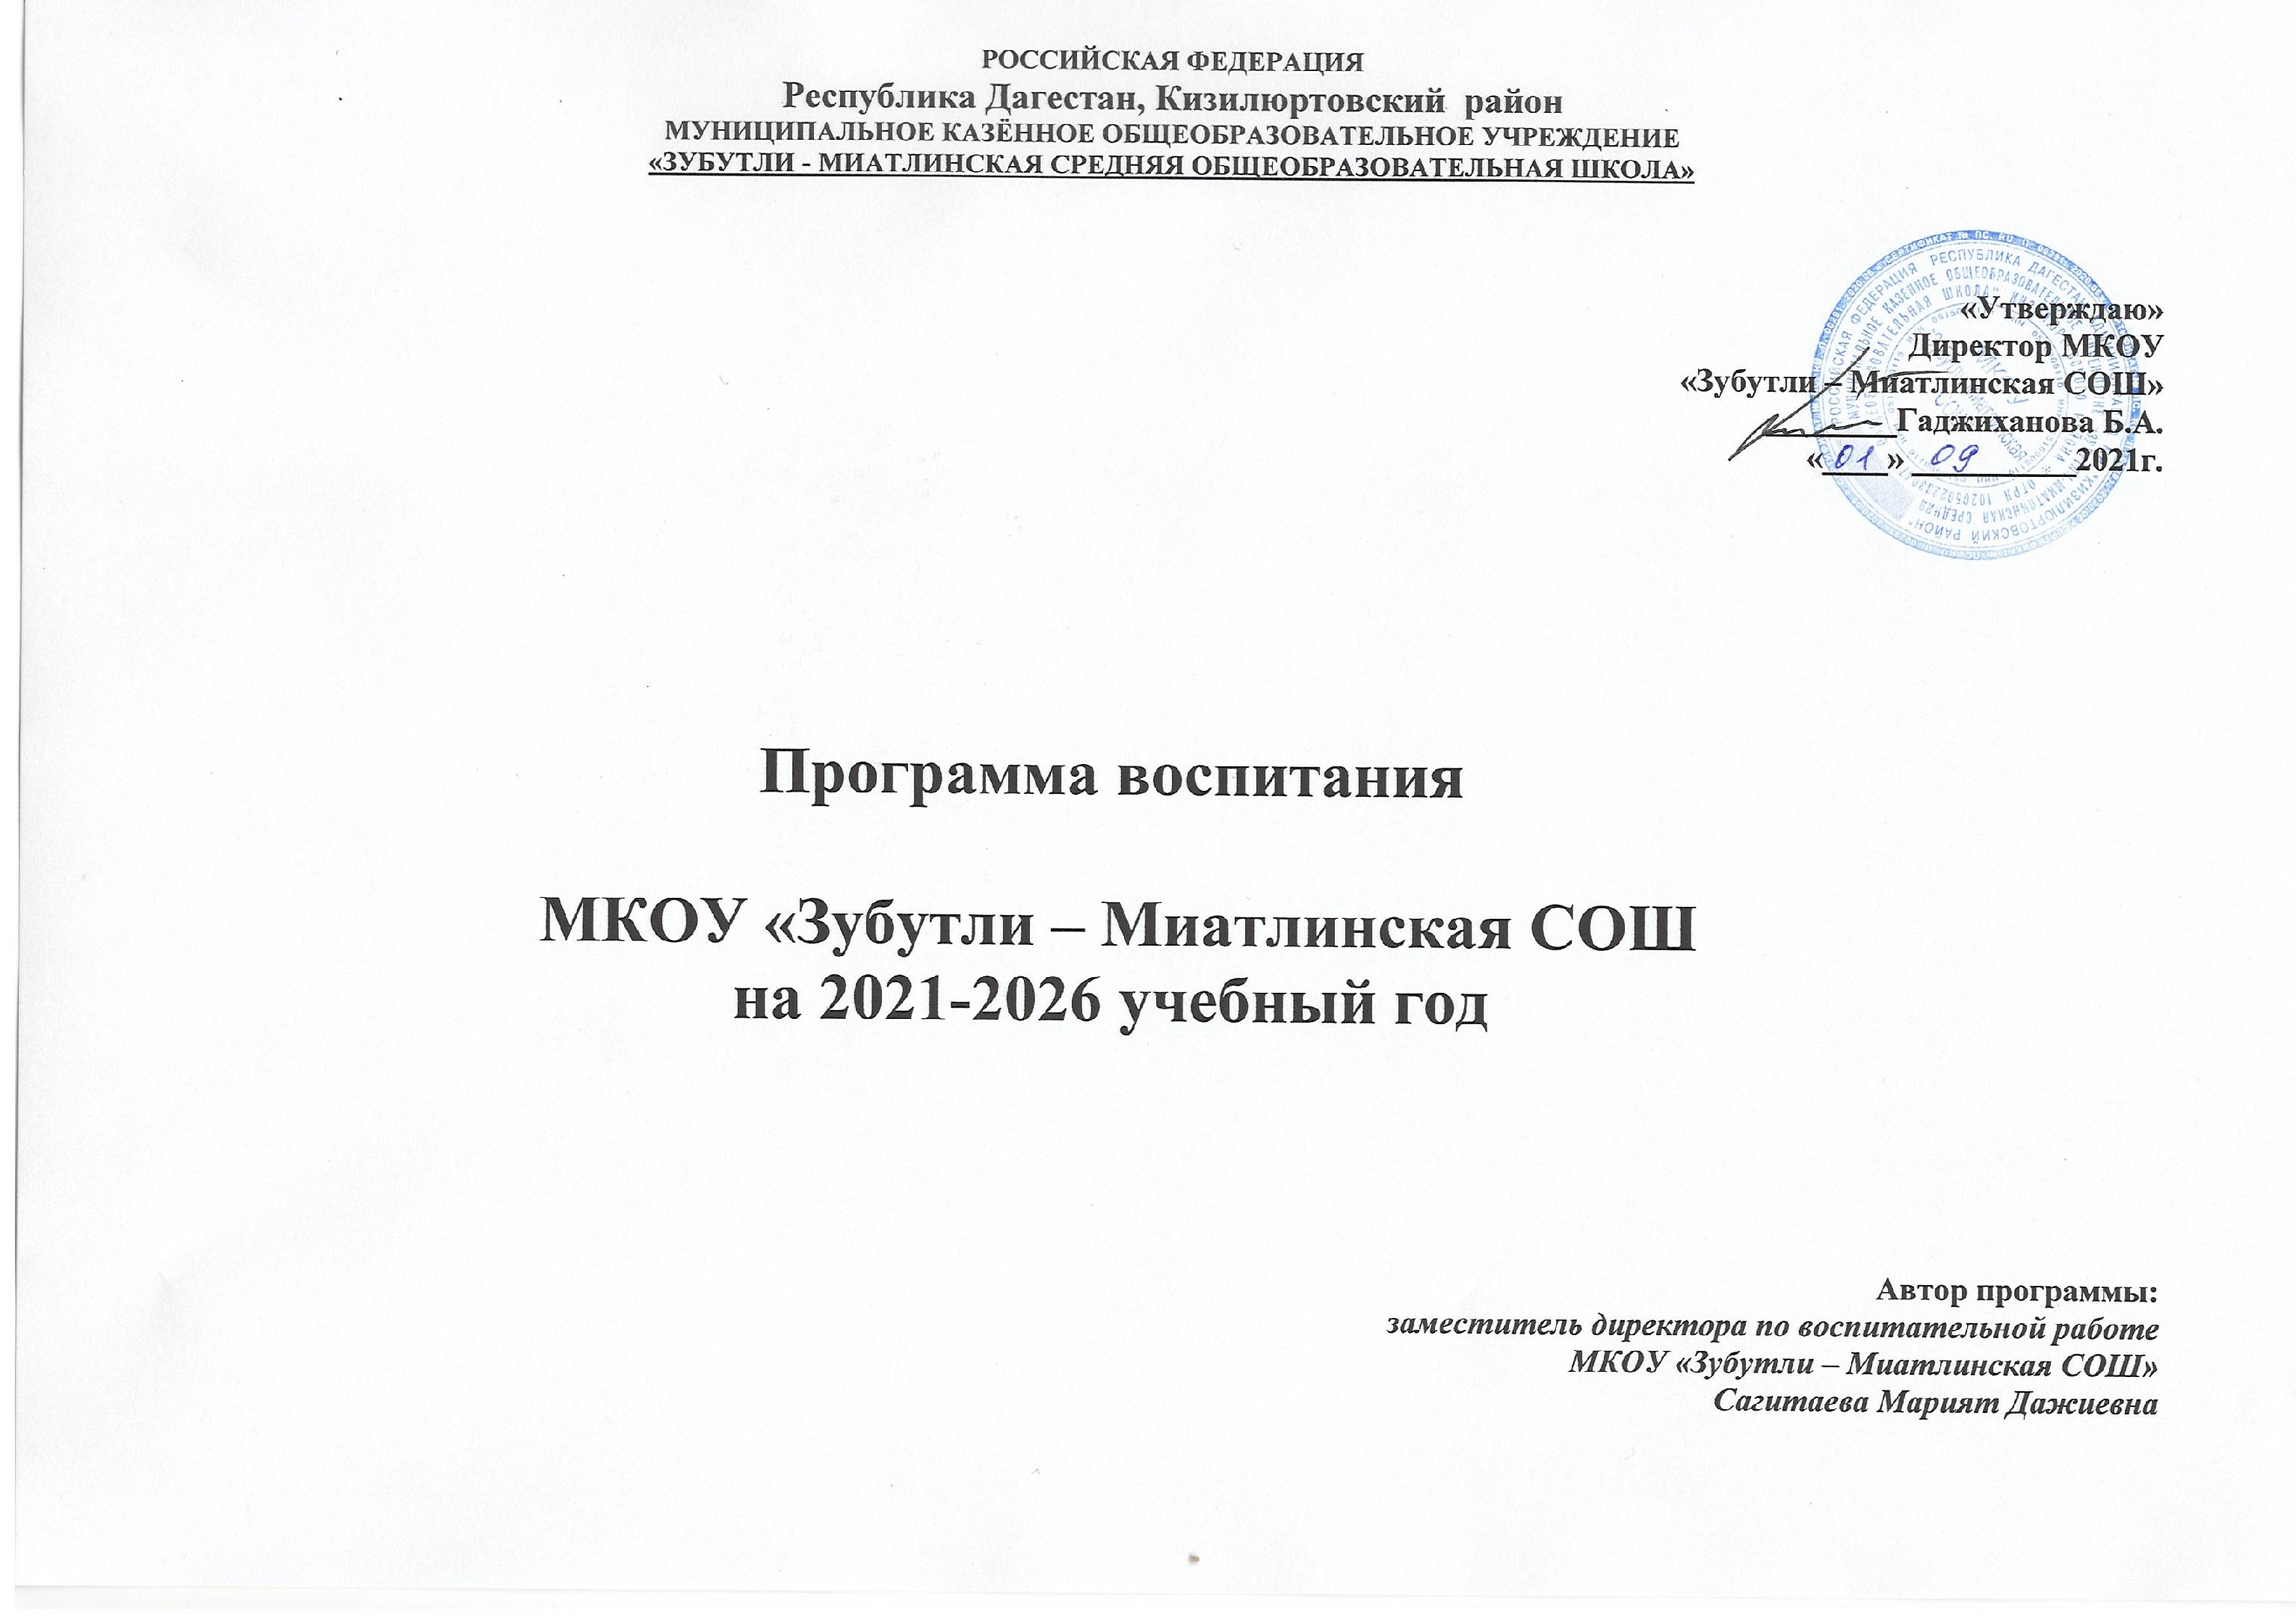 РОССИЙСКАЯ ФЕДЕРАЦИЯ
Республика Дагестан, Кизилюртовский район
МУНИЦИПАЛЬНОЕ КАЗЁННОЕ ОБЩЕОБРАЗОВАТЕЛЬНОЕ УЧРЕЖДЕНИЕ
«ЗУБУТЛИ - МИАТЛИНСКАЯ СРЕДНЯЯ ОБЩЕОБРАЗОВАТЕЛЬНАЯ ШКОЛА»
«Утверждаю»
Директор МКОУ
«Зубутли – Миатлинская СОШ»
Гаджиханова Б.А.
«01» 09 2021г.
Программа воспитания
МКОУ «Зубутли – Миатлинская СОШ
на 2021-2026 учебный год
Автор программы:
заместитель директора по воспитательной работе
МКОУ «Зубутли – Миатлинская СОШ»
Сагитаева Марият Дажиевна